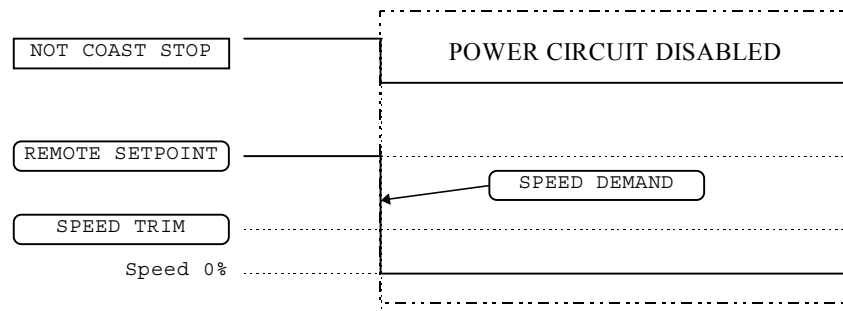 NOT COAST STOP
POWER CIRCUIT DISABLED
REMOTE SETPOINT
SPEED DEMAND
SPEED TRIM
Speed 0%